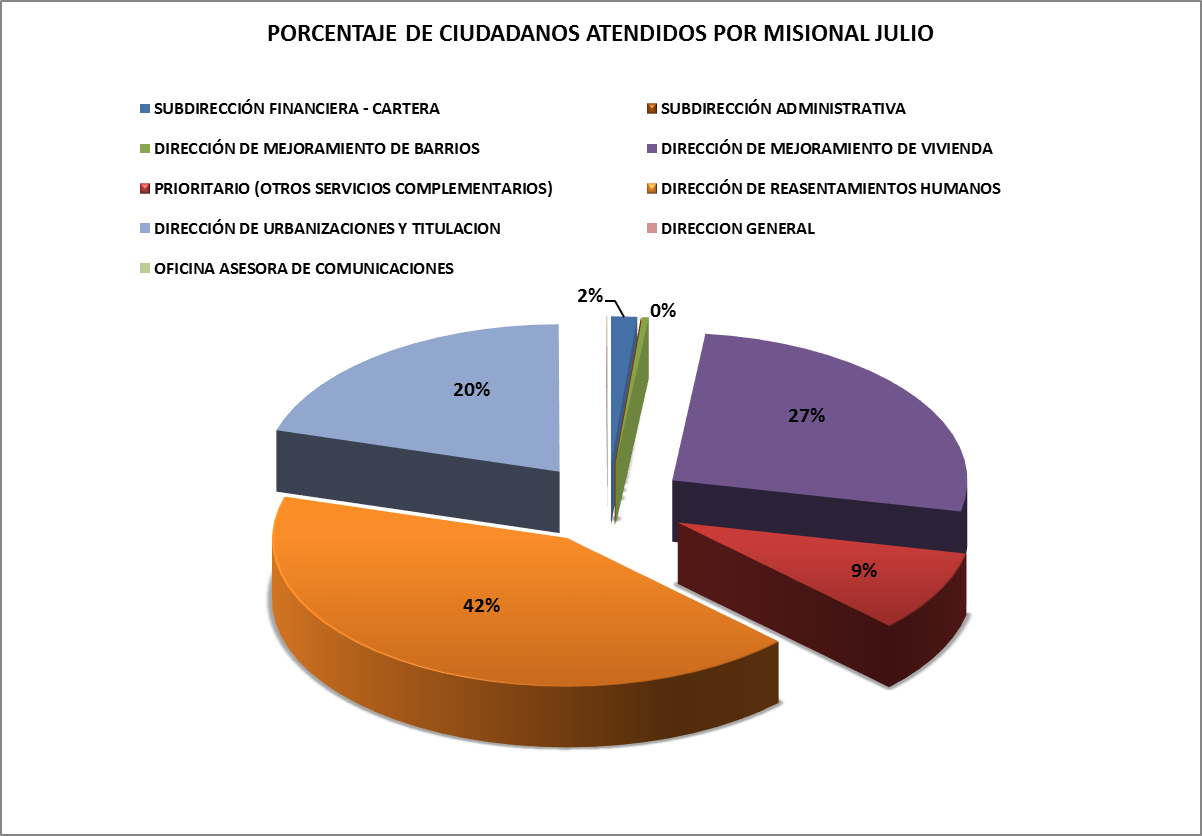 PORCENTAJE DE CIUDADANOS ATENDIDOS POR MISIONAL JULIO
SUBDIRECCIÓN FINANCIERA - CARTERA
SUBDIRECCIÓN ADMINISTRATIVA
DIRECCIÓN DE MEJORAMIENTO DE BARRIOS
DIRECCIÓN DE MEJORAMIENTO DE VIVIENDA
PRIORITARIO (OTROS SERVICIOS COMPLEMENTARIOS)
DIRECCIÓN DE REASENTAMIENTOS HUMANOS
DIRECCIÓN DE URBANIZACIONES Y TITULACION
DIRECCION GENERAL
OFICINA ASESORA DE COMUNICACIONES
2%
0%
20%
27%
9%
42%